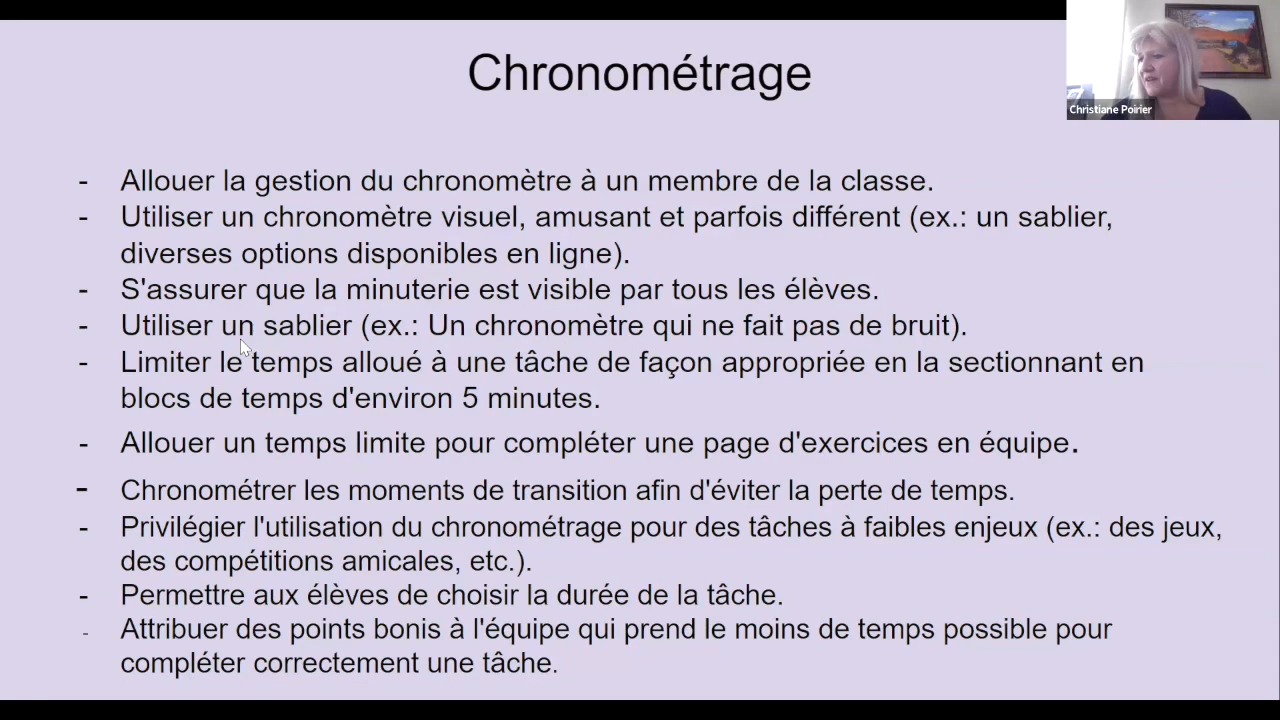 Chronométrage
Christiane Poirier
- Allouer la gestion du chronomètre à un membre de la classe.
- Utiliser un chronomètre visuel, amusant et parfois différent (ex.: un sablier,
diverses options disponibles en ligne).
- S'assurer que la minuterie est visible par tous les élèves.
- Utiliser un sablier (ex.: Un chronomètre qui ne fait pas de bruit).
- Limiter le temps alloué à une tâche de façon appropriée en la sectionnant en
blocs de temps d'environ 5 minutes.
- Allouer un temps limite pour compléter une page d'exercices en équipe.
- Chronométrer les moments de transition afin d'éviter la perte de temps.
- Privilégier l'utilisation du chronométrage pour des tâches à faibles enjeux (ex.: des jeux,
des compétitions amicales, etc.).
- Permettre aux élèves de choisir la durée de la tâche.
- Attribuer des points bonis à l'équipe qui prend le moins de temps possible pour
compléter correctement une tâche.